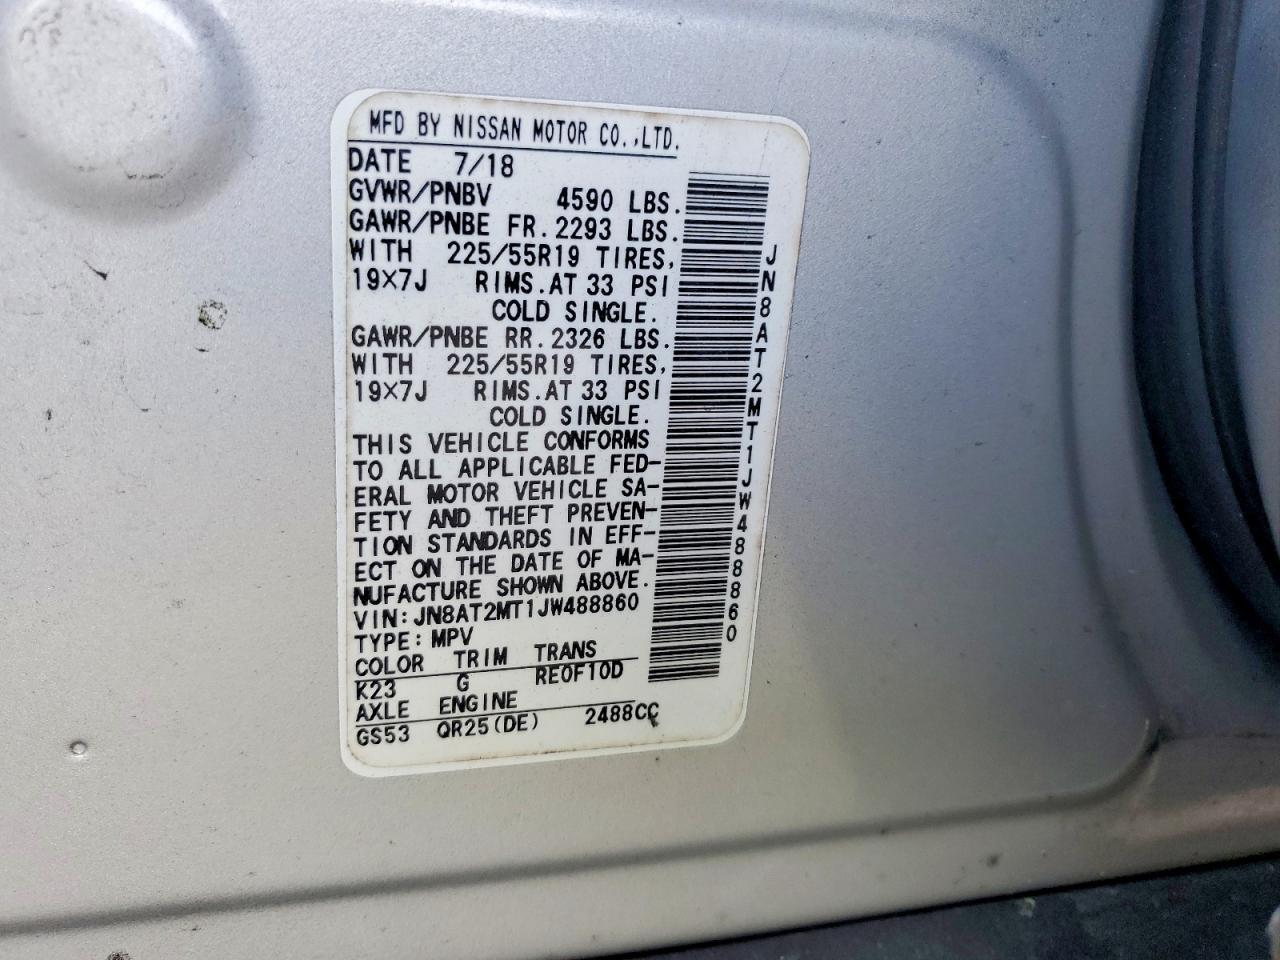 MFD BY NISSAN MOTOR CO.,LTD.
DATE 7/18
GVWR/PNBV 4590 LBS.
GAWR/PNBE FR.2293 LBS.
WITH 225/55R19 TIRES,
19×7J RIMS.AT 33 PSI
COLD SINGLE.
GAWR/PNBE RR.2326 LBS.
WITH 225/55R19 TIRES,
19×7J RIMS.AT 33 PSI
COLD SINGLE.
THIS VEHICLE CONFORMS
TO ALL APPLICABLE FED-
ERAL MOTOR VEHICLE SA-
FETY AND THEFT PREVEN-
TION STANDARDS IN EFF-
ECT ON THE DATE OF MA-
NUFACTURE SHOWN ABOVE.
VIN:JN8AT2MT1JW488860
TYPE:MPV
COLOR TRIM TRANS
K23 G RE0F10D
AXLE ENGINE
GS53 QR25(DE) 2488CC
JN8AT2MT1JW488860